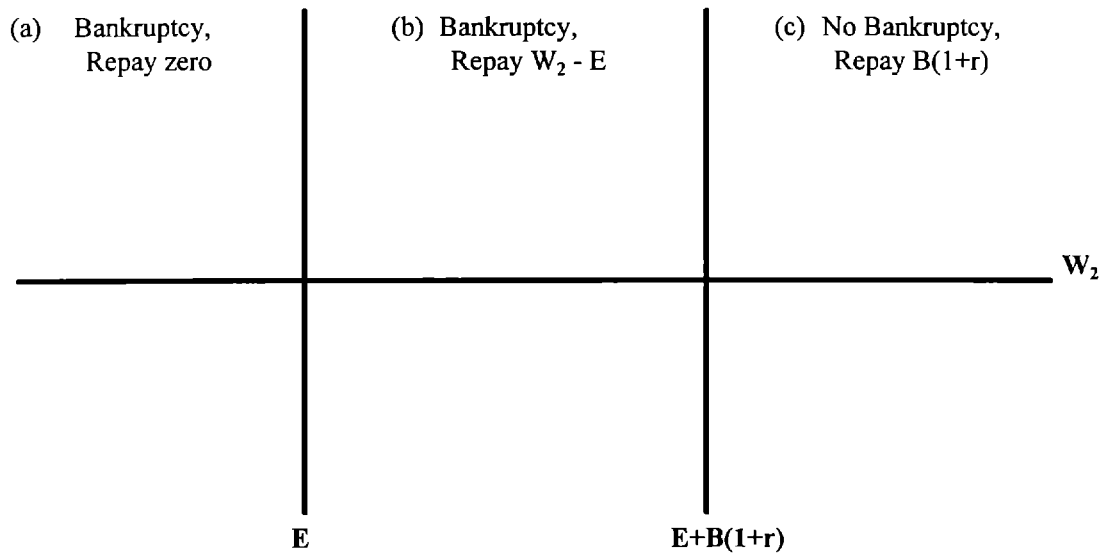 (a) Bankruptcy,
Repay zero
(b) Bankruptcy,
Repay W₂ - E
(c) No Bankruptcy,
Repay B(1+r)
W₂
E
E+B(1+r)